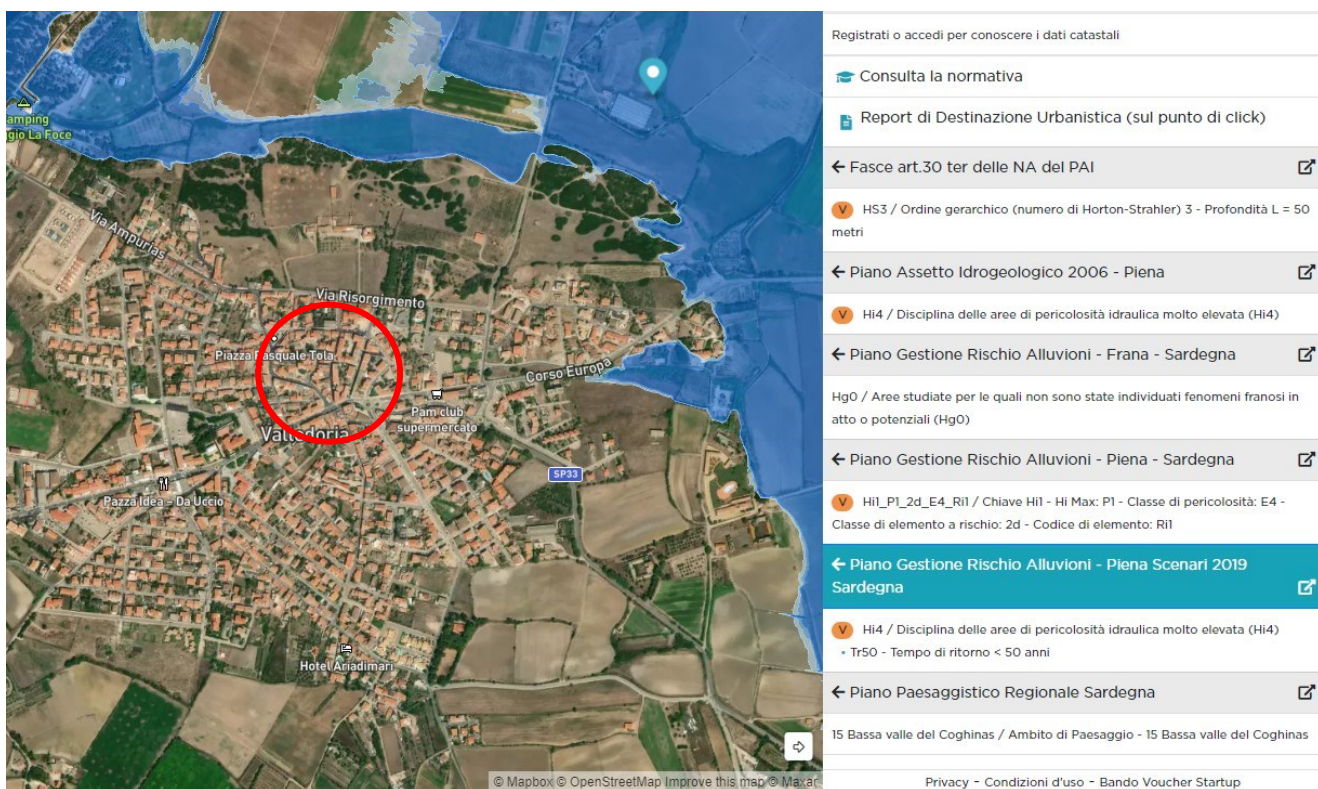 amping
gio La Foce
Via Ampurias
Via Risorgimento
Piazza Pasquale Tola
Corso Europa
Pam club
supermercato
Valledoria
SP33
Pazza Idea - Da Uccio
Hotel Ariadimari
© Mapbox © OpenStreetMap Improve this map © Maxar
Registrati o accedi per conoscere i dati catastali
Consulta la normativa
Report di Destinazione Urbanistica (sul punto di click)
← Fasce art.30 ter delle NA del PAI
V HS3 / Ordine gerarchico (numero di Horton-Strahler) 3 - Profondità L = 50
metri
← Piano Assetto Idrogeologico 2006 - Piena
V Hi4 / Disciplina delle aree di pericolosità idraulica molto elevata (Hi4)
← Piano Gestione Rischio Alluvioni - Frana - Sardegna
Hg0 / Aree studiate per le quali non sono state individuati fenomeni franosi in
atto o potenziali (Hg0)
← Piano Gestione Rischio Alluvioni - Piena - Sardegna
V Hi1_P1_2d_E4_Ri1 / Chiave Hi1 - Hi Max: P1 - Classe di pericolosità: E4 -
Classe di elemento a rischio: 2d - Codice di elemento: Ri1
← Piano Gestione Rischio Alluvioni - Piena Scenari 2019
Sardegna
V Hi4 / Disciplina delle aree di pericolosità idraulica molto elevata (Hi4)
• Tr50 - Tempo di ritorno < 50 anni
← Piano Paesaggistico Regionale Sardegna
15 Bassa valle del Coghinas / Ambito di Paesaggio - 15 Bassa valle del Coghinas
Privacy - Condizioni d'uso - Bando Voucher Startup